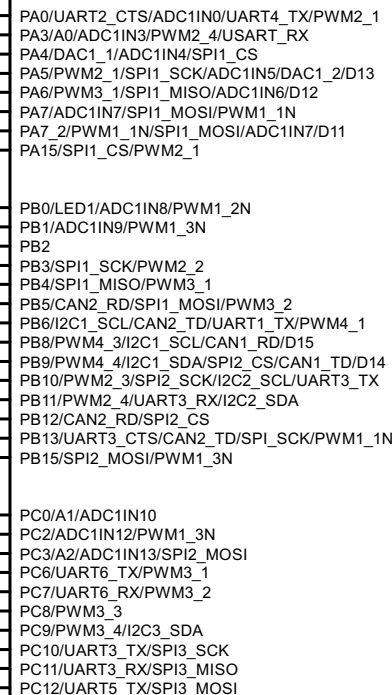 PA0/UART2_CTS/ADC1IN0/UART4_TX/PWM2_1
PA3/A0/ADC1IN3/PWM2_4/USART_RX
PA4/DAC1_1/ADC1IN4/SPI1_CS
PA5/PWM2_1/SPI1_SCK/ADC1IN5/DAC1_2/D13
PA6/PWM3_1/SPI1_MISO/ADC1IN6/D12
PA7/ADC1IN7/SPI1_MOSI/PWM1_1N
PA7_2/PWM1_1N/SPI1_MOSI/ADC1IN7/D11
PA15/SPI1_CS/PWM2_1
PB0/LED1/ADC1IN8/PWM1_2N
PB1/ADC1IN9/PWM1_3N
PB2
PB3/SPI1_SCK/PWM2_2
PB4/SPI1_MISO/PWM3_1
PB5/CAN2_RD/SPI1_MOSI/PWM3_2
PB6/I2C1_SCL/CAN2_TD/UART1_TX/PWM4_1
PB8/PWM4_3/I2C1_SCL/CAN1_RD/D15
PB9/PWM4_4/I2C1_SDA/SPI2_CS/CAN1_TD/D14
PB10/PWM2_3/SPI2_SCK/I2C2_SCL/UART3_TX
PB11/PWM2_4/UART3_RX/I2C2_SDA
PB12/CAN2_RD/SPI2_CS
PB13/UART3_CTS/CAN2_TD/SPI_SCK/PWM1_1N
PB15/SPI2_MOSI/PWM1_3N
PC0/A1/ADC1IN10
PC2/ADC1IN12/PWM1_3N
PC3/A2/ADC1IN13/SPI2_MOSI
PC6/UART6_TX/PWM3_1
PC7/UART6_RX/PWM3_2
PC8/PWM3_3
PC9/PWM3_4/I2C3_SDA
PC10/UART3_TX/SPI3_SCK
PC11/UART3_RX/SPI3_MISO
PC12/UART5_TX/SPI3_MOSI